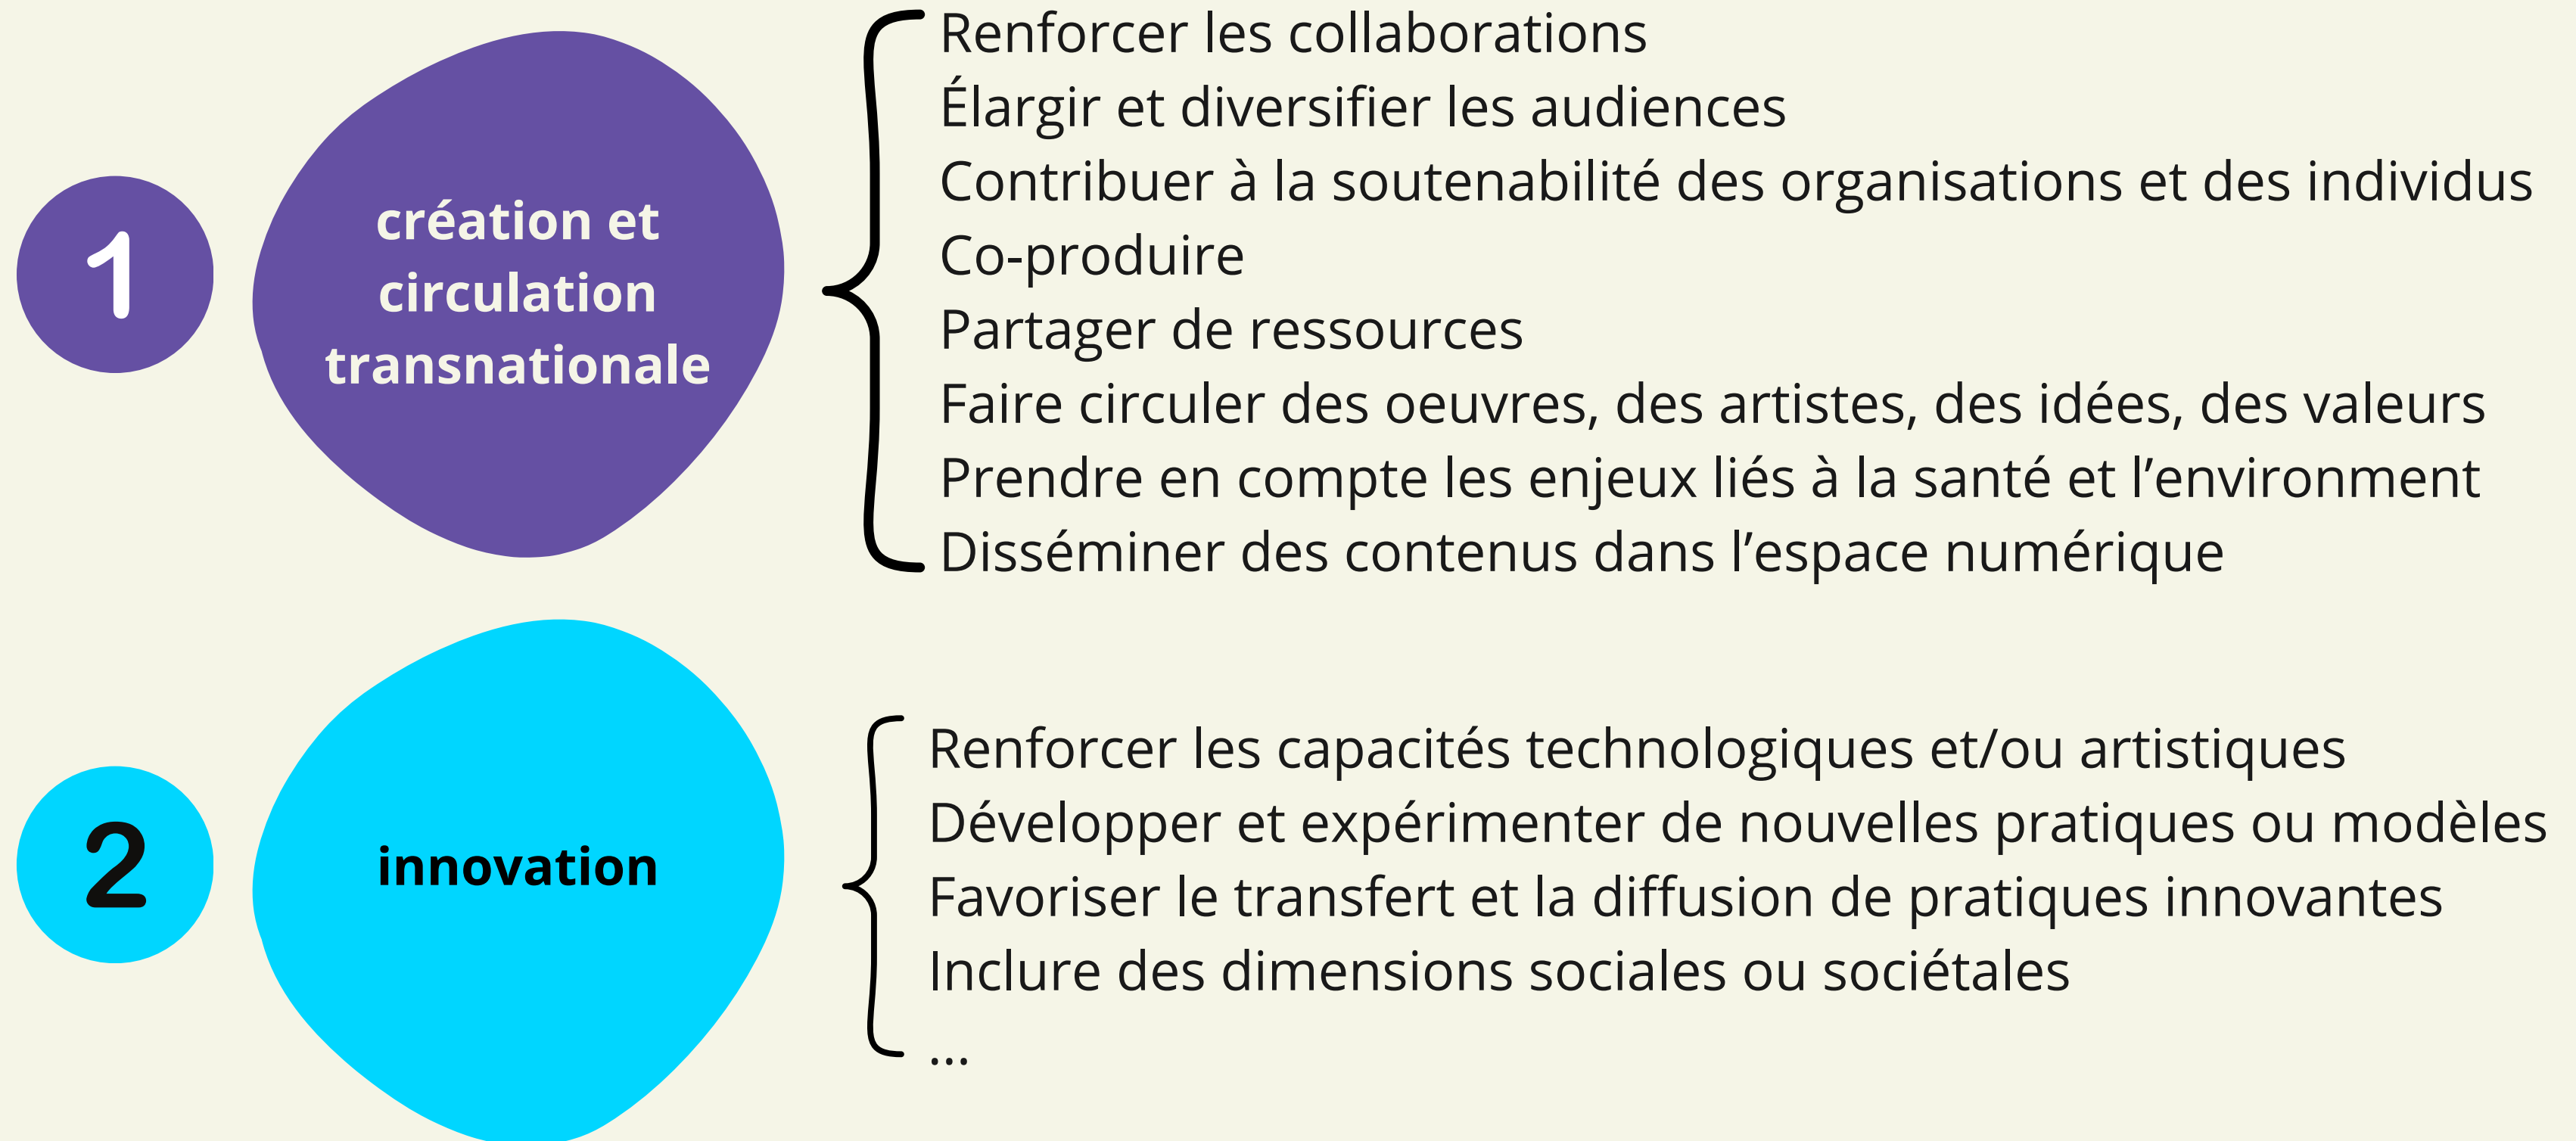 1
création et
circulation
transnationale
Renforcer les collaborations
Élargir et diversifier les audiences
Contribuer à la soutenabilité des organisations et des individus
Co-produire
Partager de ressources
Faire circuler des oeuvres, des artistes, des idées, des valeurs
Prendre en compte les enjeux liés à la santé et l’environment
Disséminer des contenus dans l’espace numérique
2
innovation
Renforcer les capacités technologiques et/ou artistiques
Développer et expérimenter de nouvelles pratiques ou modèles
Favoriser le transfert et la diffusion de pratiques innovantes
Inclure des dimensions sociales ou sociétales
...